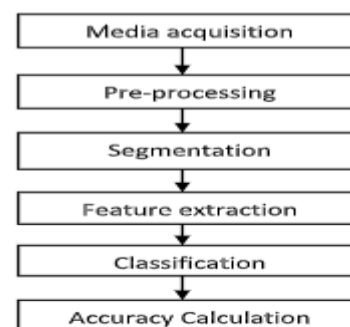 Media acquisition
Pre-processing
Segmentation
Feature extraction
Classification
Accuracy Calculation